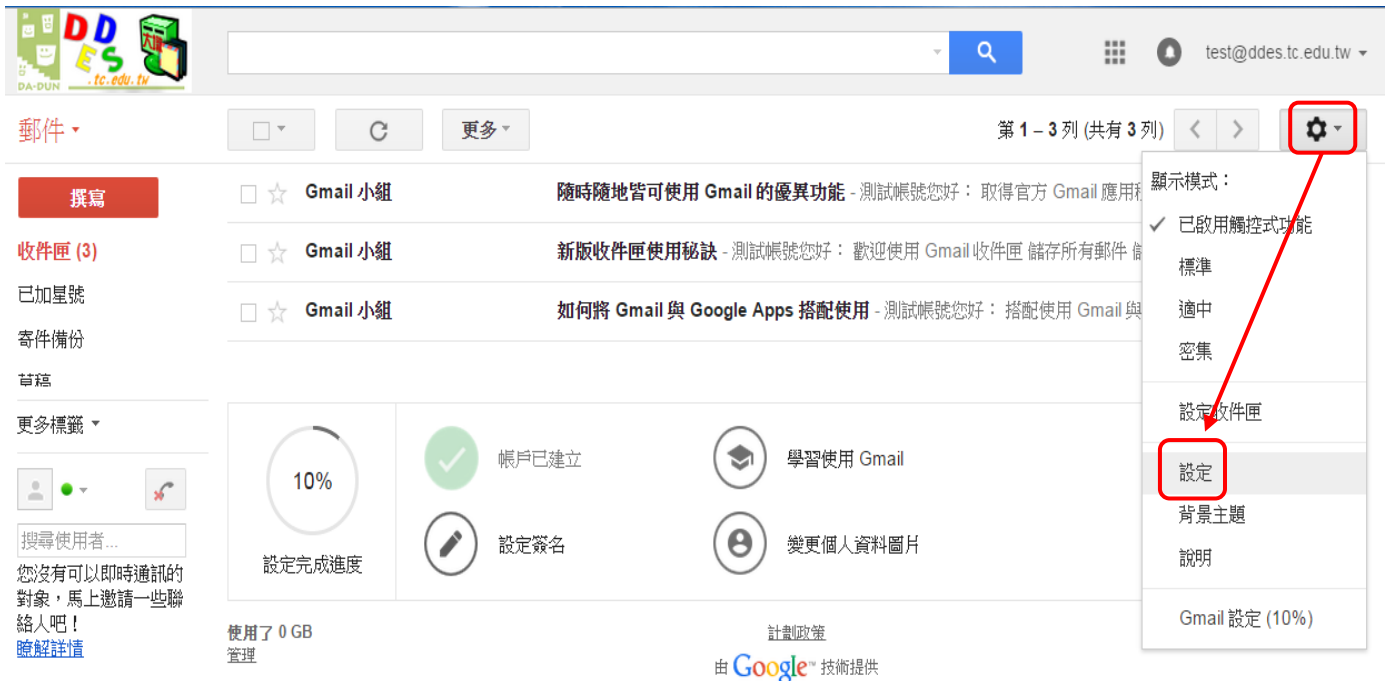 DDES
大墩
DA-DUN .tc.edu.tw
test@ddes.tc.edu.tw
郵件
更多
第 1 – 3 列 (共有 3 列)
撰寫
收件匣 (3)
已加星號
寄件備份
草稿
更多標籤
搜尋使用者...
您沒有可以即時通訊的
對象，馬上邀請一些聯
絡人吧！
瞭解詳情
Gmail 小組 隨時隨地皆可使用 Gmail 的優異功能 - 測試帳號您好： 取得官方 Gmail 應用
Gmail 小組 新版收件匣使用秘訣 - 測試帳號您好： 歡迎使用 Gmail 收件匣 儲存所有郵件
Gmail 小組 如何將 Gmail 與 Google Apps 搭配使用 - 測試帳號您好： 搭配使用 Gmail 與
10%
設定完成進度
帳戶已建立
學習使用 Gmail
設定簽名
變更個人資料圖片
使用了 0 GB
管理
計劃政策
由 Google™ 技術提供
顯示模式：
✓ 已啟用觸控式功能
標準
適中
密集
設定收件匣
設定
背景主題
說明
Gmail 設定 (10%)